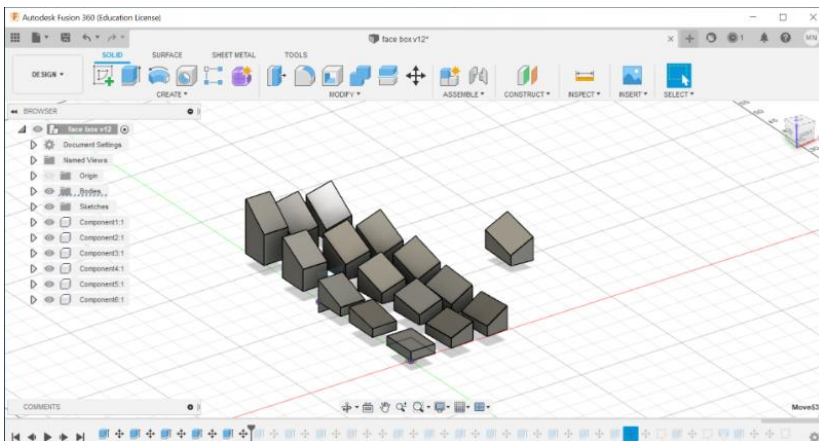 Autodesk Fusion 360 (Education License)
face box v12*
1
MN
SOLID SURFACE SHEET METAL TOOLS
DESIGN
CREATE MODIFY ASSEMBLE CONSTRUCT INSPECT INSERT SELECT
BROWSER
face box v12
Document Settings
Named Views
Origin
Bodies
Sketches
Component1:1
Component2:1
Component3:1
Component4:1
Component5:1
Component6:1
COMMENTS
Move53